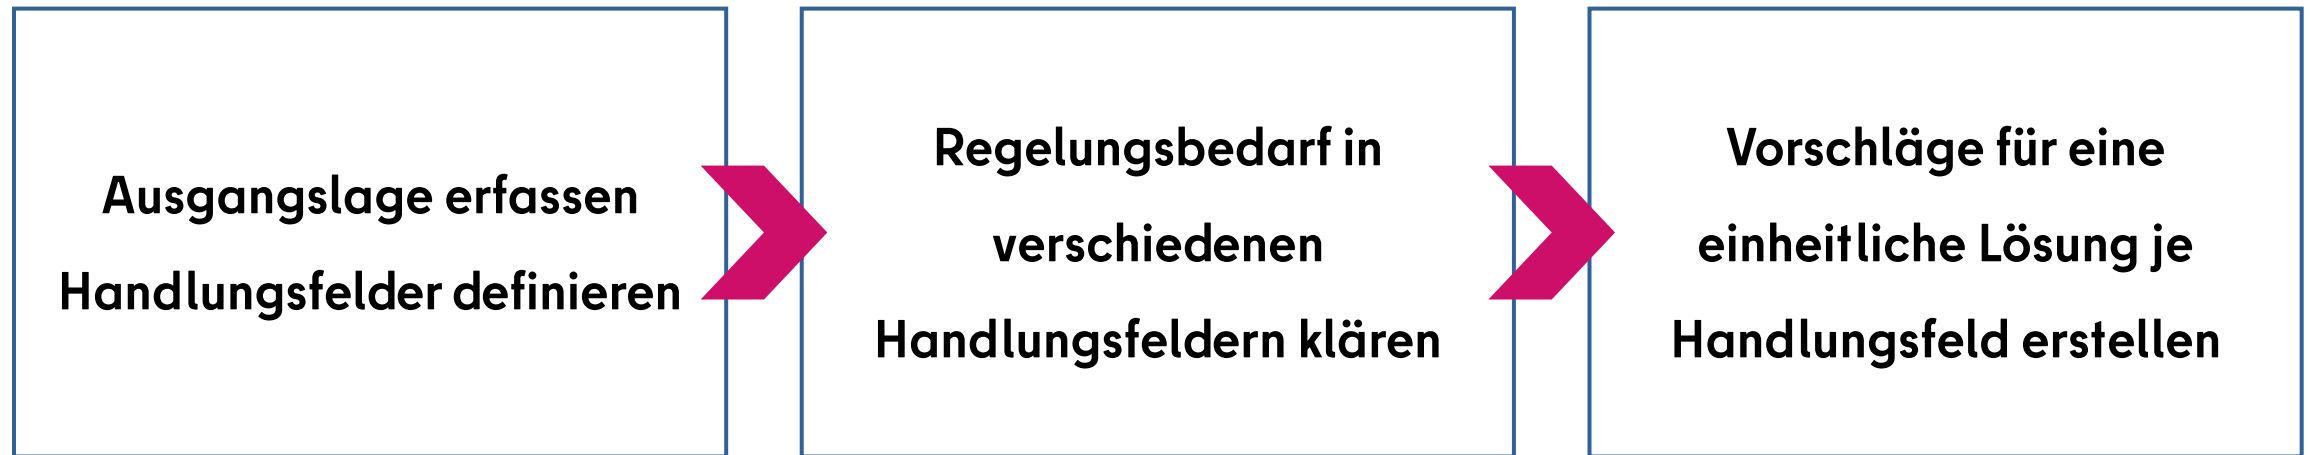 Ausgangslage erfassen
Handlungsfelder definieren
Regelungsbedarf in
verschiedenen
Handlungsfeldern klären
Vorschläge für eine
einheitliche Lösung je
Handlungsfeld erstellen